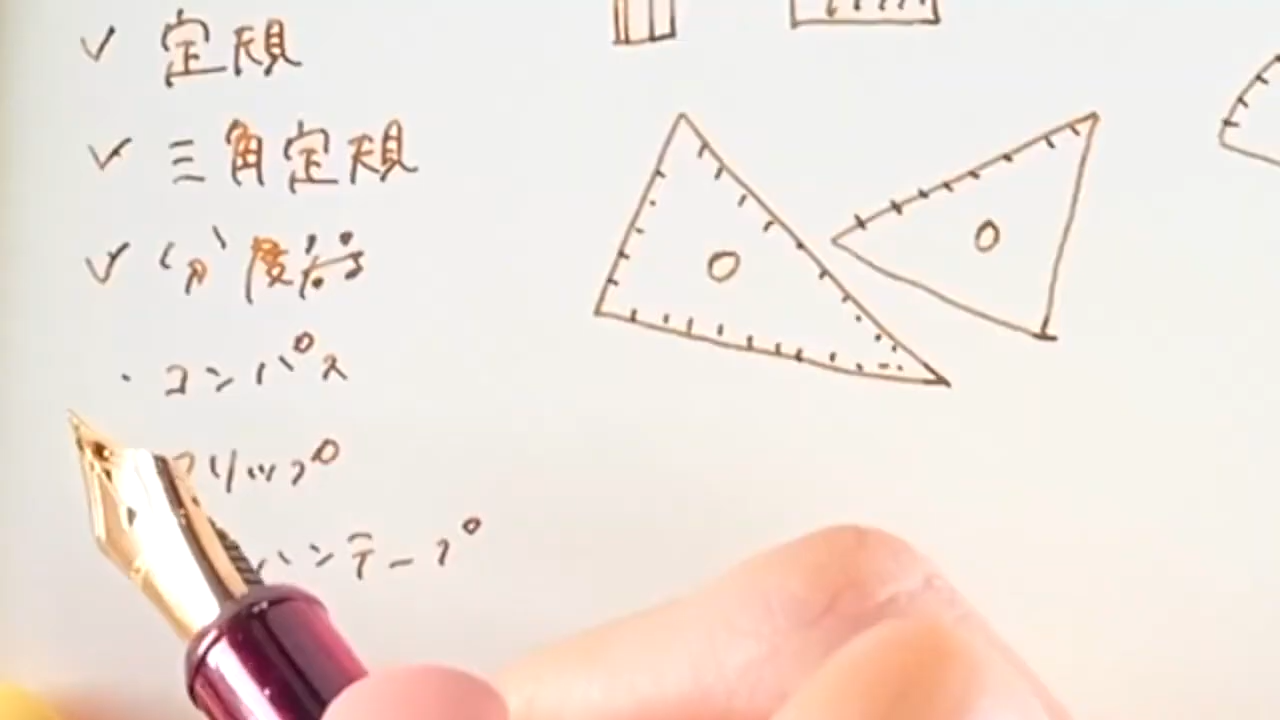 ✓ 定規
✓ 三角定規
✓ 分度器
・コンパス
クリップ
ハンテープ